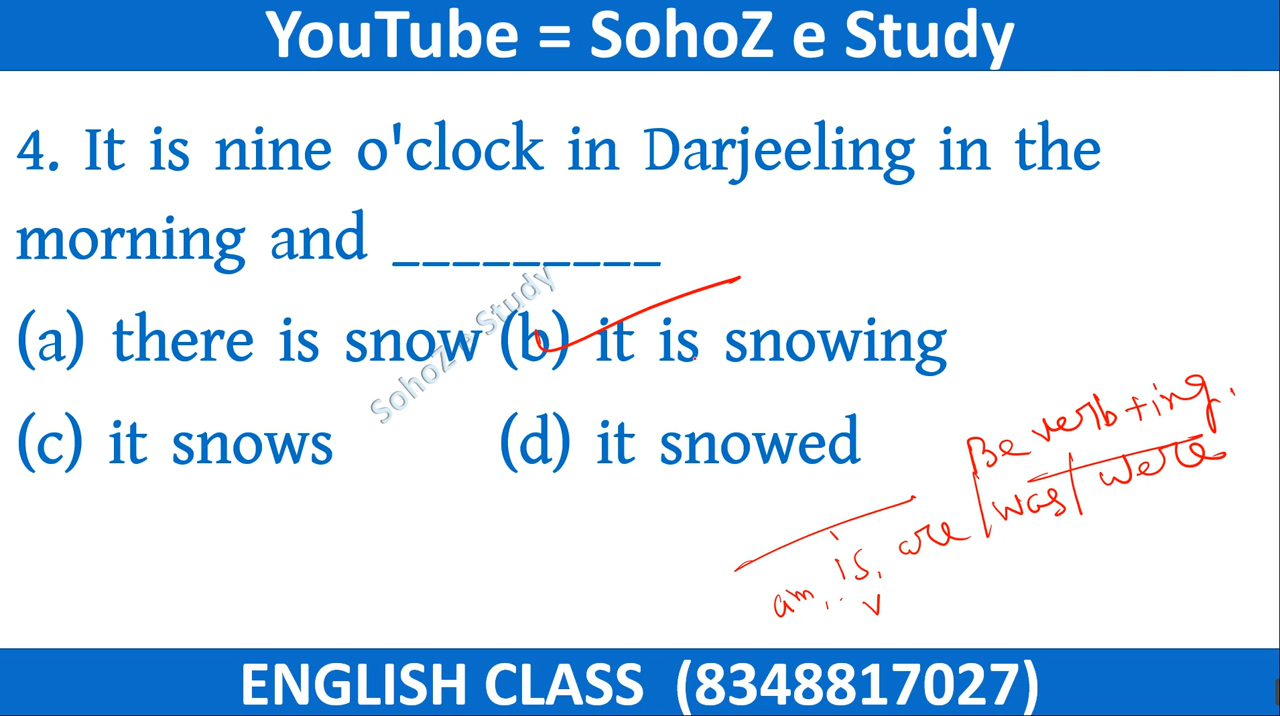 YouTube = SohoZ e Study
4. It is nine o'clock in Darjeeling in the
morning and _________
(a) there is snow (b) it is snowing
SohoZ e Study
(c) it snows (d) it snowed
Be verb+ing.
am, is, are / was / were
ENGLISH CLASS (8348817027)